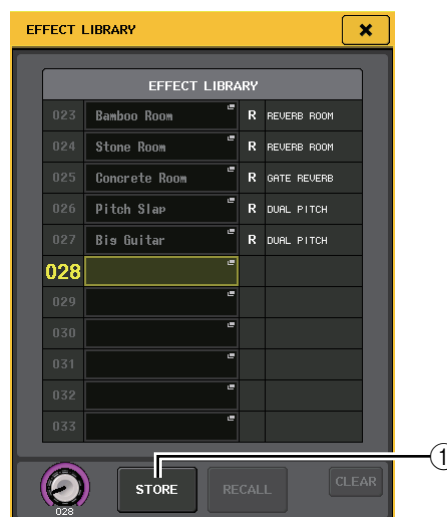 EFFECT LIBRARY
EFFECT LIBRARY
023 Bamboo Room R REVERB ROOM
024 Stone Room R REVERB ROOM
025 Concrete Room R GATE REVERB
026 Pitch Slap R DUAL PITCH
027 Big Guitar R DUAL PITCH
028
029
030
031
032
033
1
028 STORE RECALL CLEAR